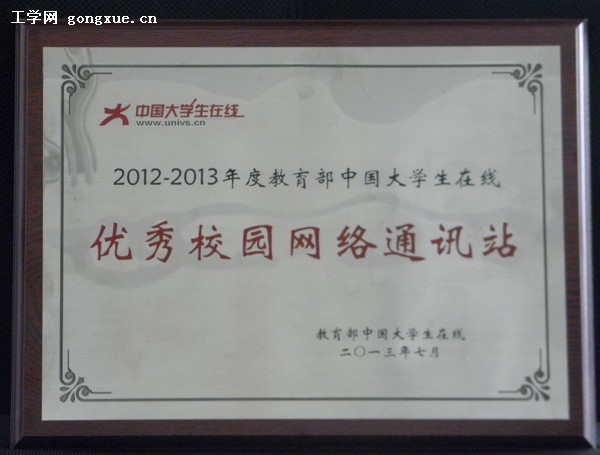 工学网 gongxue.cn
中国大学生在线
www.univs.cn
2012-2013年度教育部中国大学生在线
优秀校园网络通讯站
教育部中国大学生在线
二〇一三年七月